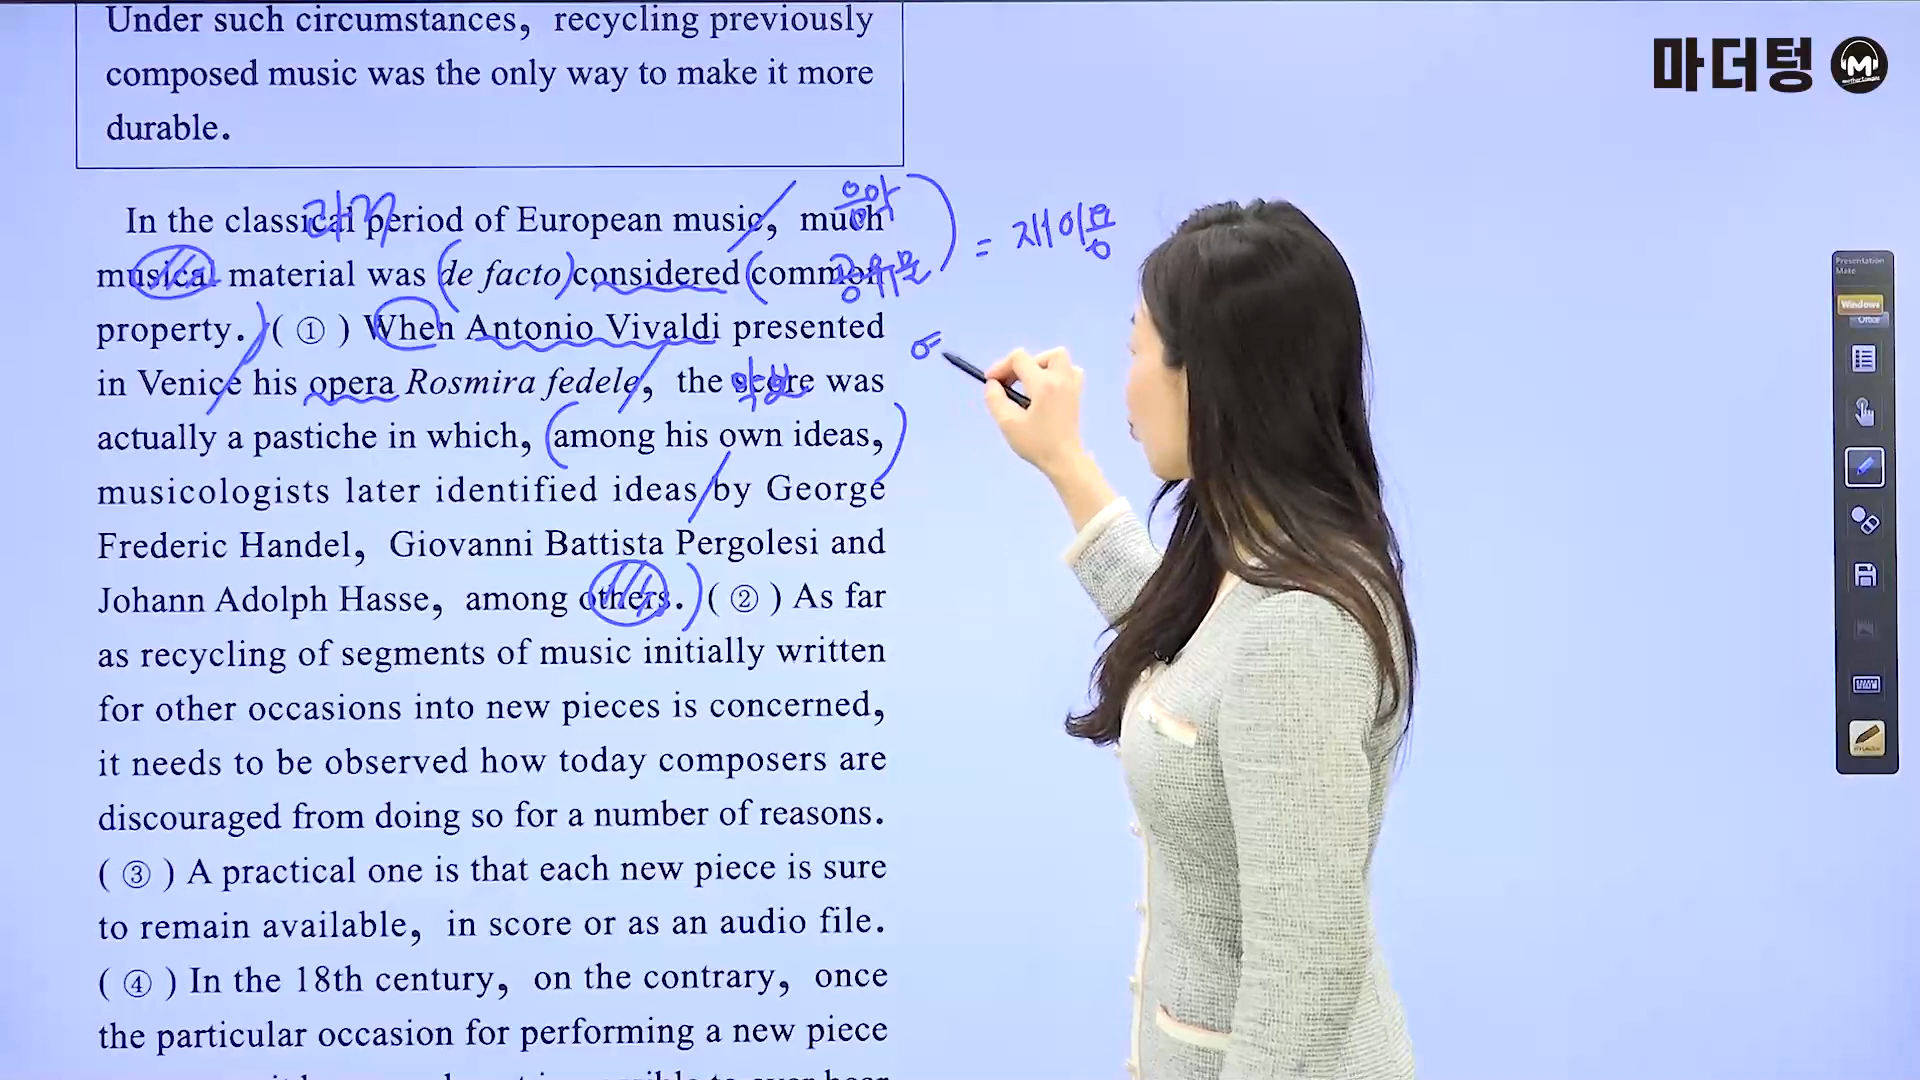 Under such circumstances, recycling previously
composed music was the only way to make it more
durable.
마더텅
In the classical period of European music, much
musical material was de facto considered common
property. ( ① ) When Antonio Vivaldi presented
in Venice his opera Rosmira fedele, the score was
actually a pastiche in which, among his own ideas,
musicologists later identified ideas by George
Frederic Handel, Giovanni Battista Pergolesi and
Johann Adolph Hasse, among others. ( ② ) As far
as recycling of segments of music initially written
for other occasions into new pieces is concerned,
it needs to be observed how today composers are
discouraged from doing so for a number of reasons.
( ③ ) A practical one is that each new piece is sure
to remain available, in score or as an audio file.
( ④ ) In the 18th century, on the contrary, once
the particular occasion for performing a new piece
과거
음악
공유물
= 재이용
악보
Presentation
Mate
Windows
Office